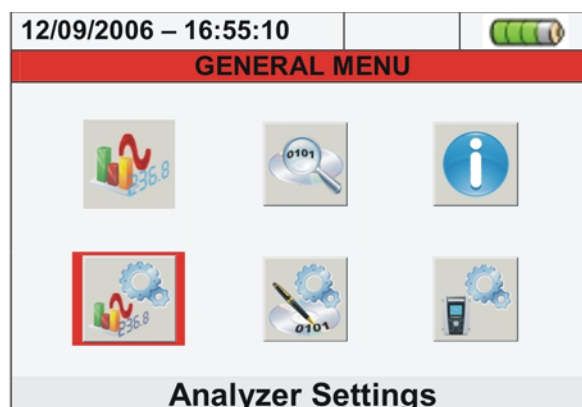 12/09/2006 – 16:55:10
GENERAL MENU
236.8
0101
236.8
0101
Analyzer Settings